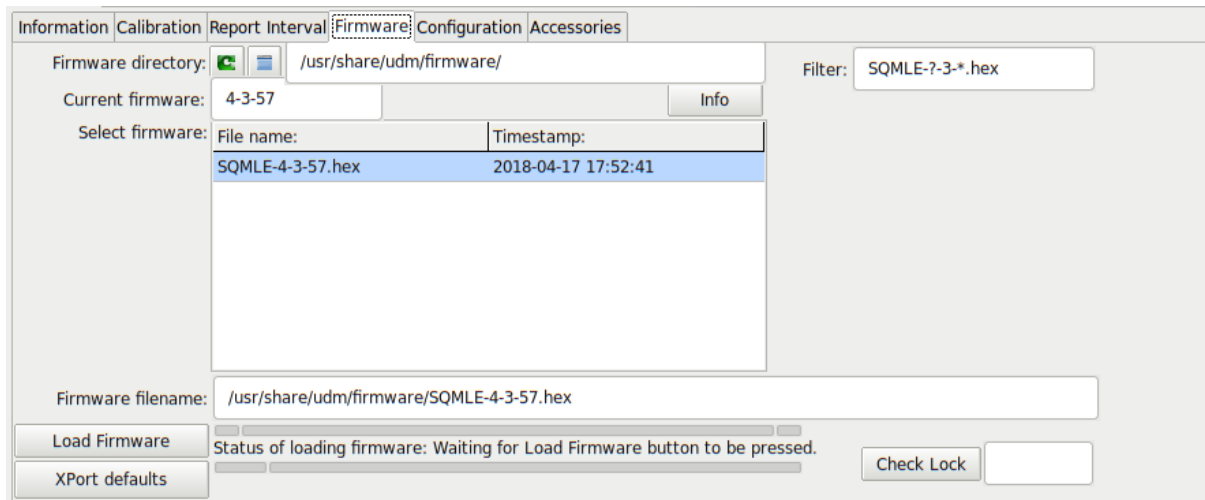 Information Calibration Report Interval Firmware Configuration Accessories
Firmware directory: /usr/share/udm/firmware/ Filter: SQMLE-?-3-*.hex
Current firmware: 4-3-57 Info
Select firmware: File name: Timestamp:
SQMLE-4-3-57.hex 2018-04-17 17:52:41
Firmware filename: /usr/share/udm/firmware/SQMLE-4-3-57.hex
Load Firmware Status of loading firmware: Waiting for Load Firmware button to be pressed.
XPort defaults Check Lock